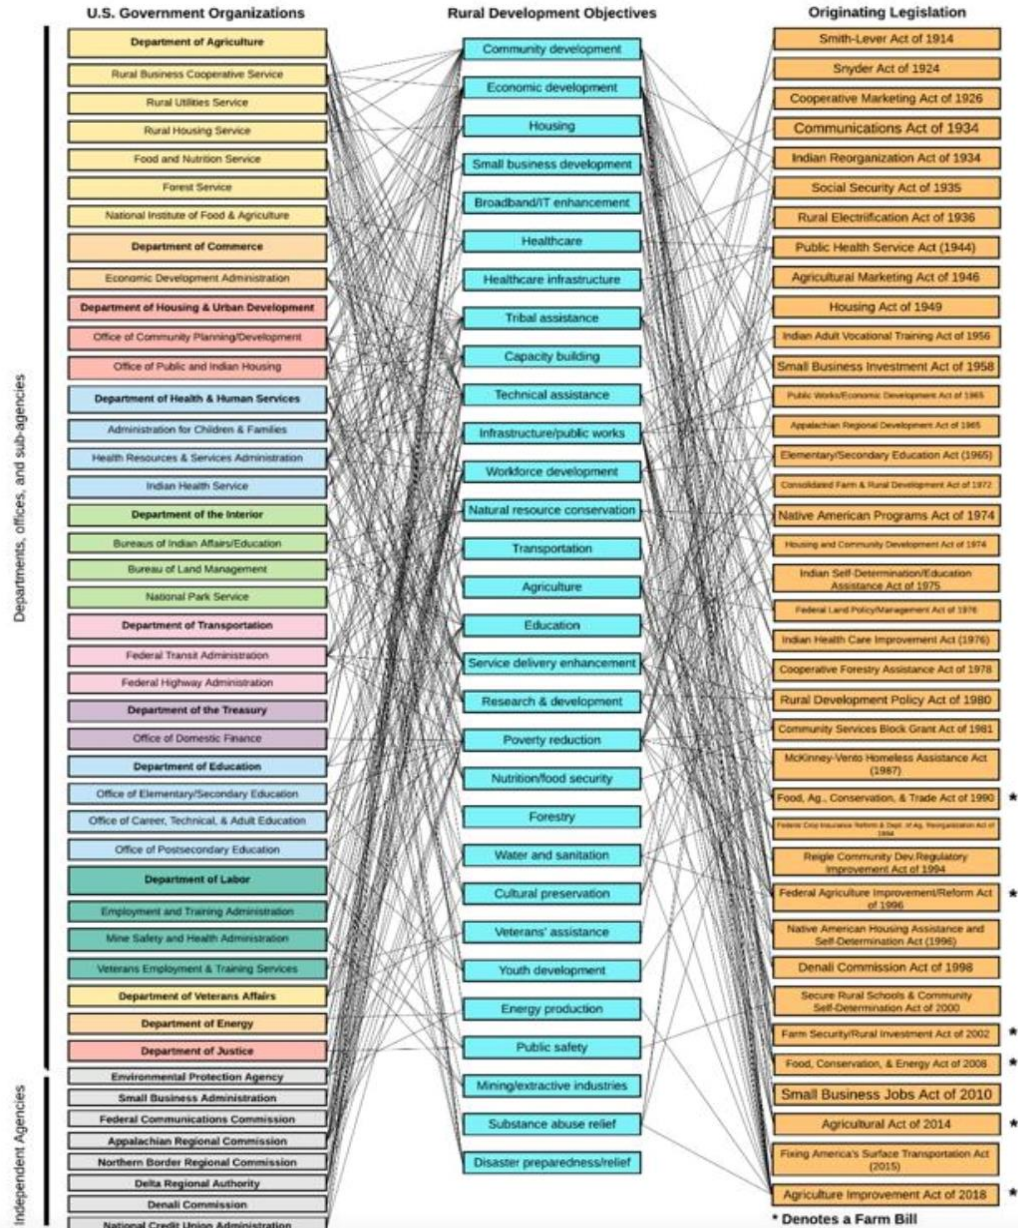 U.S. Government Organizations
Department of Agriculture
Rural Business Cooperative Service
Rural Utilities Service
Rural Housing Service
Food and Nutrition Service
Forest Service
National Institute of Food & Agriculture
Department of Commerce
Economic Development Administration
Department of Housing & Urban Development
Office of Community Planning/Development
Office of Public and Indian Housing
Department of Health & Human Services
Administration for Children & Families
Health Resources & Services Administration
Indian Health Service
Department of the Interior
Bureaus of Indian Affairs/Education
Bureau of Land Management
National Park Service
Department of Transportation
Federal Transit Administration
Federal Highway Administration
Department of the Treasury
Office of Domestic Finance
Department of Education
Office of Elementary/Secondary Education
Office of Career, Technical, & Adult Education
Office of Postsecondary Education
Department of Labor
Employment and Training Administration
Mine Safety and Health Administration
Veterans Employment & Training Services
Department of Veterans Affairs
Department of Energy
Department of Justice
Environmental Protection Agency
Small Business Administration
Federal Communications Commission
Appalachian Regional Commission
Northern Border Regional Commission
Delta Regional Authority
Denali Commission
National Credit Union Administration
Departments, offices, and sub-agencies
Independent Agencies
Rural Development Objectives
Community development
Economic development
Housing
Small business development
Broadband/IT enhancement
Healthcare
Healthcare infrastructure
Tribal assistance
Capacity building
Technical assistance
Infrastructure/public works
Workforce development
Natural resource conservation
Transportation
Agriculture
Education
Service delivery enhancement
Research & development
Poverty reduction
Nutrition/food security
Forestry
Water and sanitation
Cultural preservation
Veterans' assistance
Youth development
Energy production
Public safety
Mining/extractive industries
Substance abuse relief
Disaster preparedness/relief
Originating Legislation
Smith-Lever Act of 1914
Snyder Act of 1924
Cooperative Marketing Act of 1926
Communications Act of 1934
Indian Reorganization Act of 1934
Social Security Act of 1935
Rural Electriification Act of 1936
Public Health Service Act (1944)
Agricultural Marketing Act of 1946
Housing Act of 1949
Indian Adult Vocational Training Act of 1956
Small Business Investment Act of 1958
Public Works/Economic Development Act of 1965
Appalachian Regional Development Act of 1965
Elementary/Secondary Education Act (1965)
Consolidated Farm & Rural Development Act of 1972
Native American Programs Act of 1974
Housing and Community Development Act of 1974
Indian Self-Determination/Education
Assistance Act of 1975
Federal Land Policy/Management Act of 1976
Indian Health Care Improvement Act (1976)
Cooperative Forestry Assistance Act of 1978
Rural Development Policy Act of 1980
Community Services Block Grant Act of 1981
McKinney-Vento Homeless Assistance Act
(1987)
Food, Ag., Conservation, & Trade Act of 1990 *
Federal Crop Insurance Reform & Dept. of Ag. Reorganization Act of
1994
Reigle Community Dev.Regulatory
Improvement Act of 1994
Federal Agriculture Improvement/Reform Act *
of 1996
Native American Housing Assistance and
Self-Determination Act (1996)
Denali Commission Act of 1998
Secure Rural Schools & Community
Self-Determination Act of 2000
Farm Security/Rural Investment Act of 2002 *
Food, Conservation, & Energy Act of 2008 *
Small Business Jobs Act of 2010
Agricultural Act of 2014 *
Fixing America's Surface Transportation Act
(2015)
Agriculture Improvement Act of 2018 *
* Denotes a Farm Bill